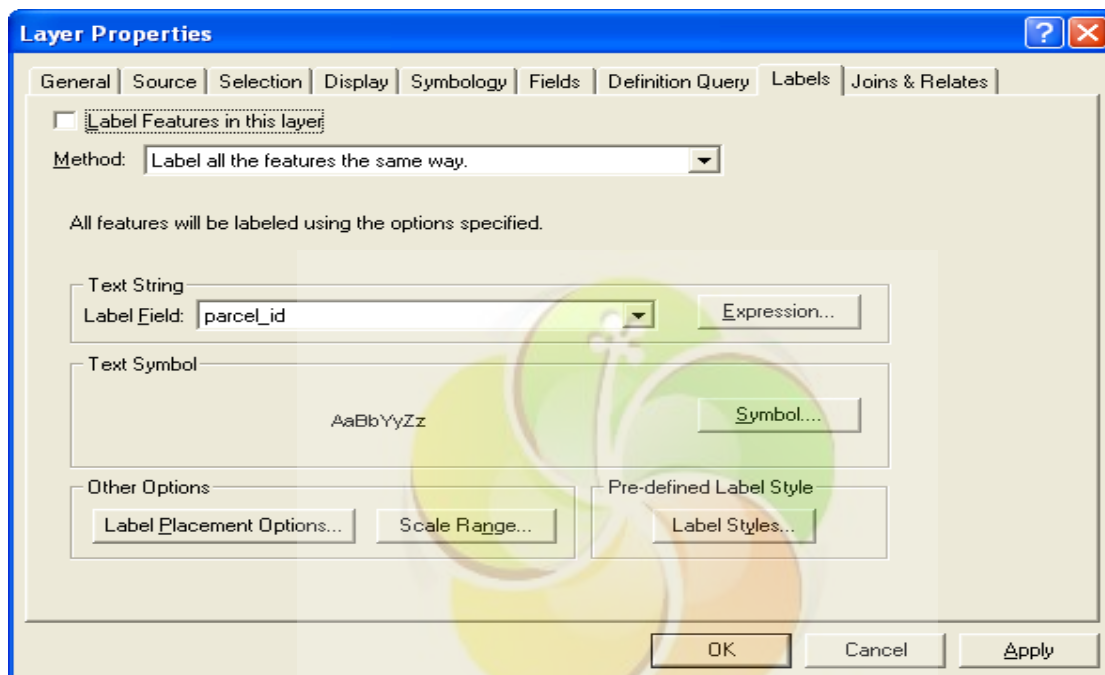 Layer Properties
General Source Selection Display Symbology Fields Definition Query Labels Joins & Relates
Label Features in this layer
Method: Label all the features the same way.
All features will be labeled using the options specified.
Text String
Label Field: parcel_id Expression...
Text Symbol
AaBbYyZz Symbol....
Other Options Pre-defined Label Style
Label Placement Options... Scale Range... Label Styles...
OK Cancel Apply